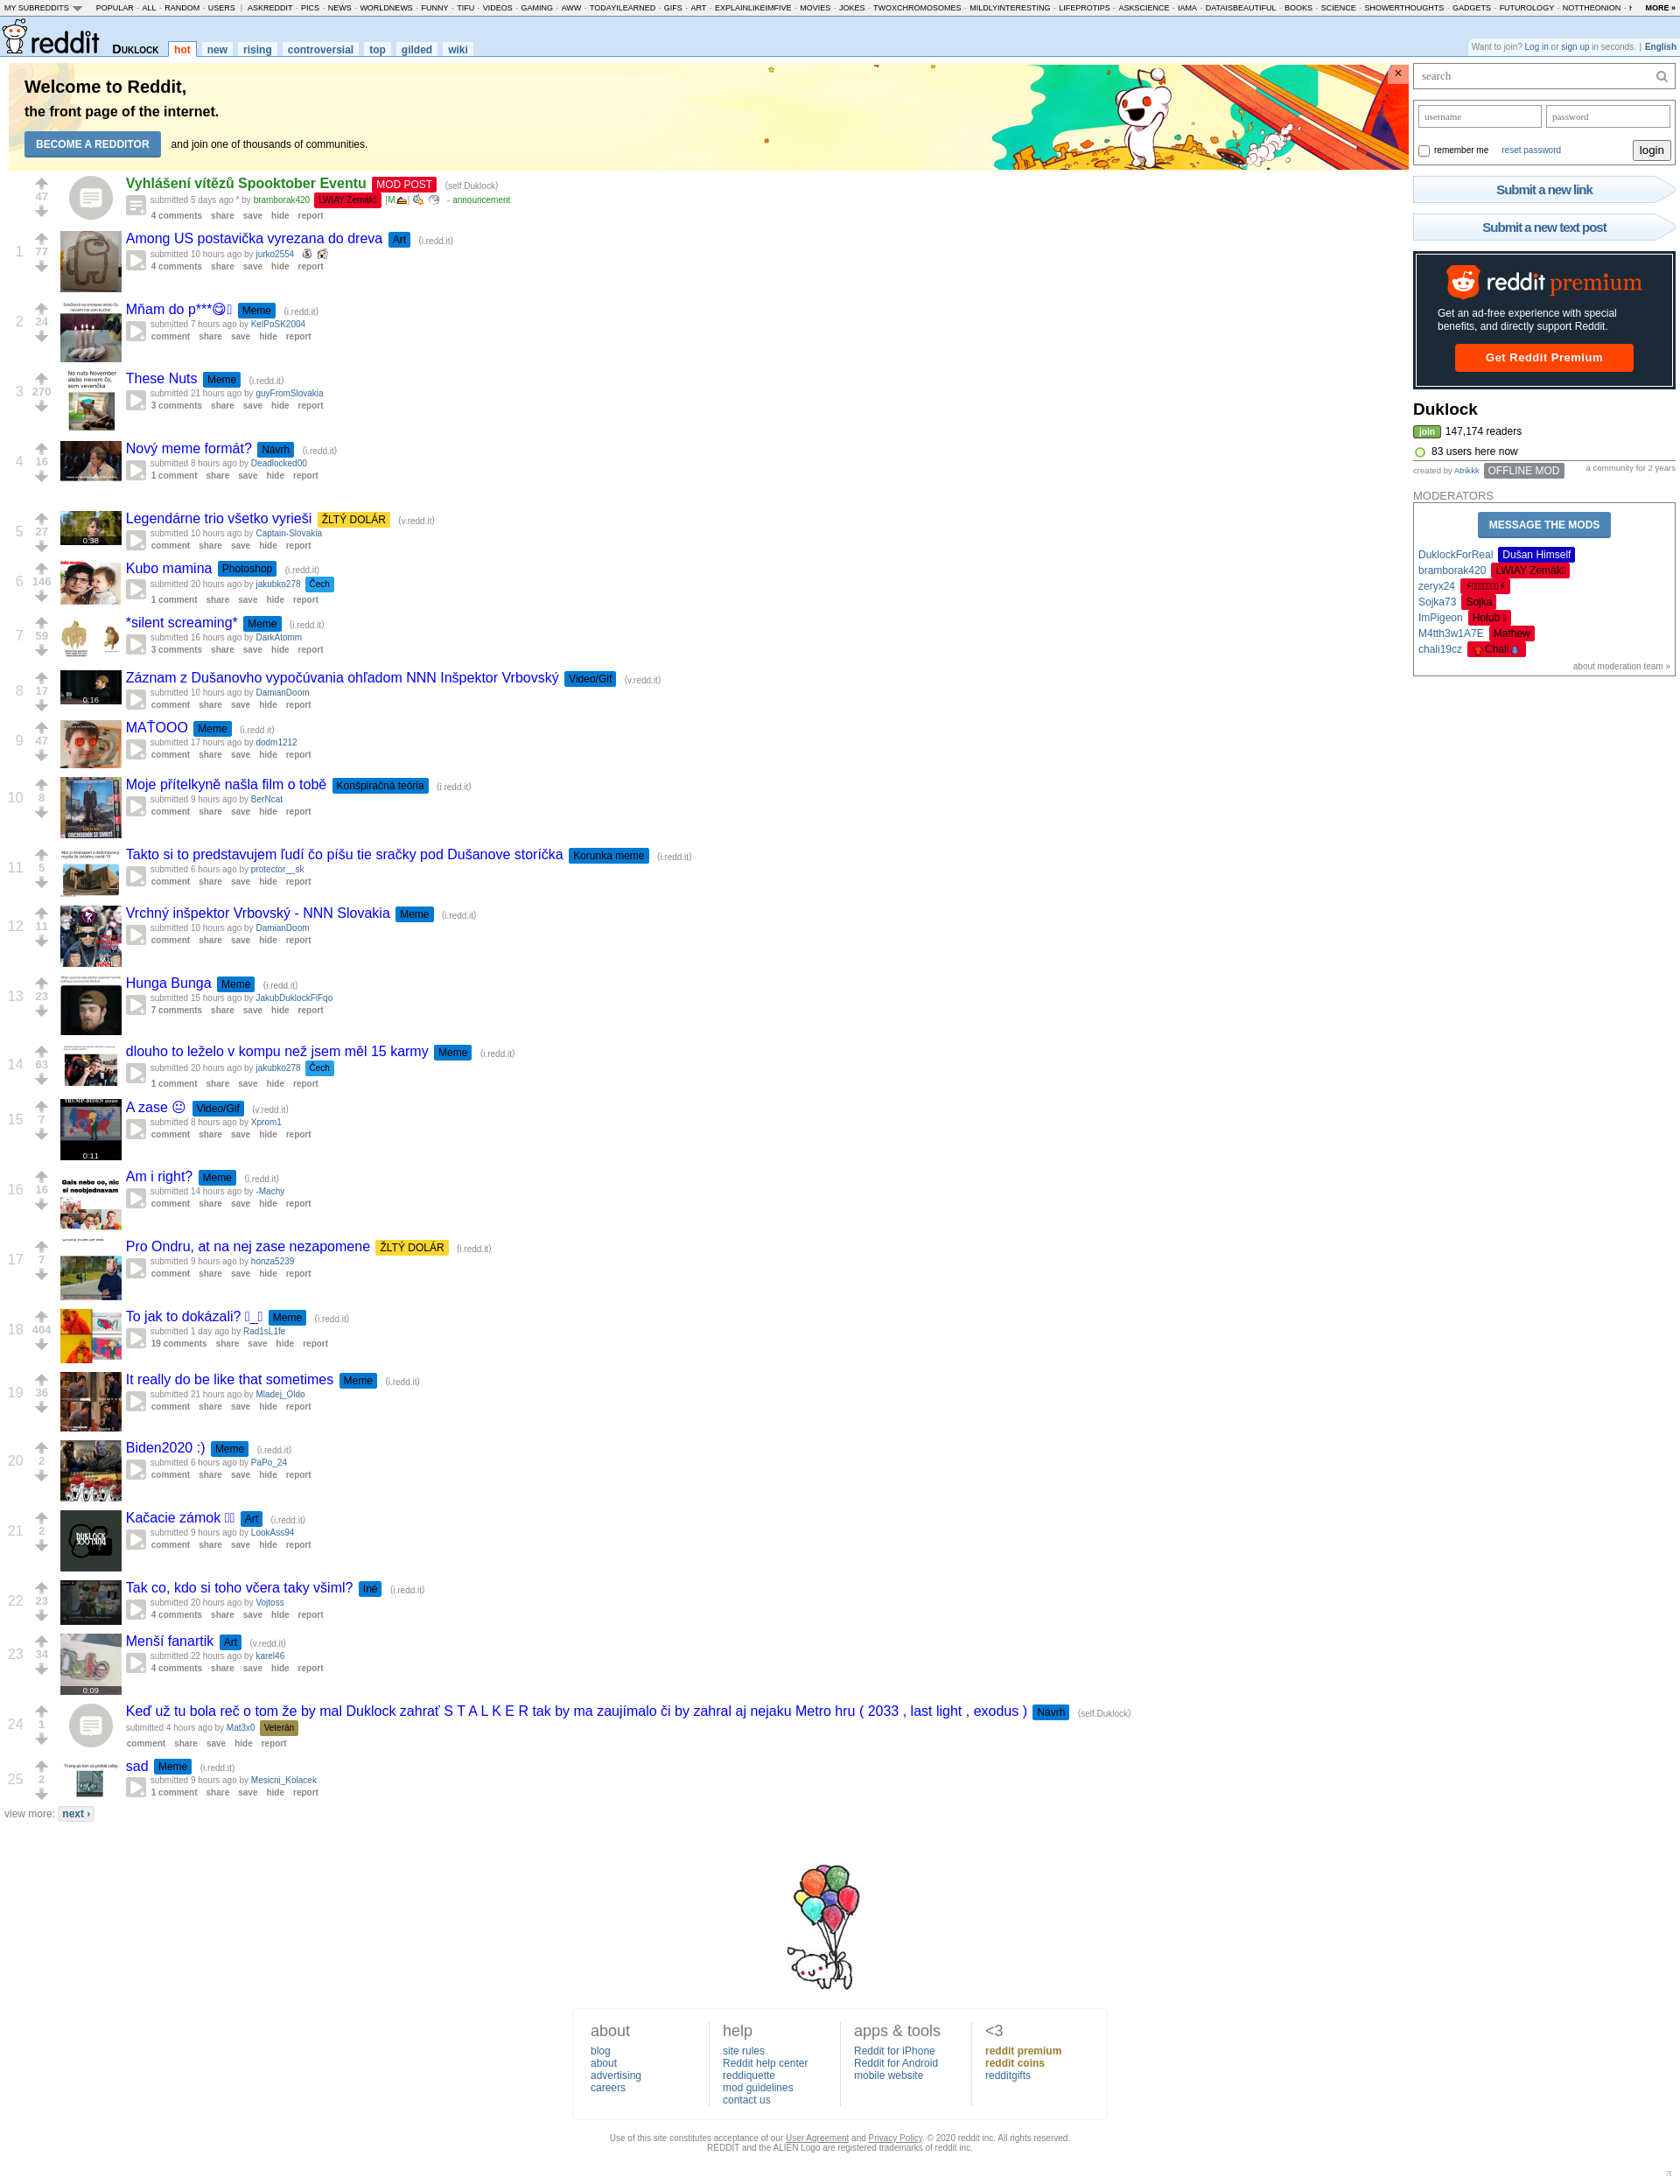 MY SUBREDDITS POPULAR - ALL - RANDOM - USERS | ASKREDDIT - PICS - NEWS - WORLDNEWS - FUNNY - TIFU - VIDEOS - GAMING - AWW - TODAYILEARNED - GIFS - ART - EXPLAINLIKEIMFIVE - MOVIES - JOKES - TWOXCHROMOSOMES - MILDLYINTERESTING - LIFEPROTIPS - ASKSCIENCE - IAMA - DATAISBEAUTIFUL - BOOKS - SCIENCE - SHOWERTHOUGHTS - GADGETS - FUTUROLOGY - NOTTHEONION - MORE »
reddit DUKLOCK hot new rising controversial top gilded wiki
Want to join? Log in or sign up in seconds. | English
Welcome to Reddit,
the front page of the internet.
BECOME A REDDITOR and join one of thousands of communities.
×
47
Vyhlášení vítězů Spooktober Eventu MOD POST (self.Duklock)
submitted 5 days ago * by bramborak420 LWIAY Zemák [M] - announcement
4 comments share save hide report
1 77
Among US postavička vyrezana do dreva Art (i.redd.it)
submitted 10 hours ago by jurko2554
4 comments share save hide report
2 24
Mňam do p***😋 Meme (i.redd.it)
submitted 7 hours ago by KelPoSK2004
comment share save hide report
3 270
No nuts November
alebo nieviem čo,
som veverička
These Nuts Meme (i.redd.it)
submitted 21 hours ago by guyFromSlovakia
3 comments share save hide report
4 16
Nový meme formát? Návrh (i.redd.it)
submitted 8 hours ago by Deadlocked00
1 comment share save hide report
5 27
0:38
Legendárne trio všetko vyrieši ŽLTÝ DOLÁR (v.redd.it)
submitted 10 hours ago by Captain-Slovakia
comment share save hide report
6 146
Kubo mamina Photoshop (i.redd.it)
submitted 20 hours ago by jakubko278 Čech
1 comment share save hide report
7 59
*silent screaming* Meme (i.redd.it)
submitted 16 hours ago by DarkAtomm
3 comments share save hide report
8 17
0:16
Záznam z Dušanovho vypočúvania ohľadom NNN Inšpektor Vrbovský Video/Gif (v.redd.it)
submitted 10 hours ago by DamianDoom
comment share save hide report
9 47
MAŤOOO Meme (i.redd.it)
submitted 17 hours ago by dodm1212
comment share save hide report
10 8
OBCHODNÍK SE SMRTÍ
Moje přítelkyně našla film o tobě Konšpiračná teória (i.redd.it)
submitted 9 hours ago by BerNcat
comment share save hide report
11 5
Takto si to predstavujem ľudí čo píšu tie sračky pod Dušanove storíčka Korunka meme (i.redd.it)
submitted 6 hours ago by protector__sk
comment share save hide report
12 11
Vrchný inšpektor Vrbovský - NNN Slovakia Meme (i.redd.it)
submitted 10 hours ago by DamianDoom
comment share save hide report
13 23
Hunga Bunga Meme (i.redd.it)
submitted 15 hours ago by JakubDuklockFiFqo
7 comments share save hide report
14 63
dlouho to leželo v kompu než jsem měl 15 karmy Meme (i.redd.it)
submitted 20 hours ago by jakubko278 Čech
1 comment share save hide report
15 7
TRUMP-BIDEN 2020
0:11
A zase 😐 Video/Gif (v.redd.it)
submitted 8 hours ago by Xprom1
comment share save hide report
16 16
Gais nebo co, nic
si neobjednavam
Am i right? Meme (i.redd.it)
submitted 14 hours ago by -Machy
comment share save hide report
17 7
Pro Ondru, at na nej zase nezapomene ŽLTÝ DOLÁR (i.redd.it)
submitted 9 hours ago by honza5239
comment share save hide report
18 404
To jak to dokázali? _ Meme (i.redd.it)
submitted 1 day ago by Rad1sL1fe
19 comments share save hide report
19 36
It really do be like that sometimes Meme (i.redd.it)
submitted 21 hours ago by Mladej_Oldo
comment share save hide report
20 2
Biden2020 :) Meme (i.redd.it)
submitted 6 hours ago by PaPo_24
comment share save hide report
21 2
DUKLOCK
Kačacie zámok Art (i.redd.it)
submitted 9 hours ago by LookAss94
comment share save hide report
22 23
Tak co, kdo si toho včera taky všiml? Iné (i.redd.it)
submitted 20 hours ago by Vojtoss
4 comments share save hide report
23 34
0:09
Menší fanartik Art (v.redd.it)
submitted 22 hours ago by karel46
4 comments share save hide report
24 1
Keď už tu bola reč o tom že by mal Duklock zahrať S T A L K E R tak by ma zaujímalo či by zahral aj nejaku Metro hru ( 2033 , last light , exodus ) Návrh (self.Duklock)
submitted 4 hours ago by Mat3x0 Veterán
comment share save hide report
25 2
sad Meme (i.redd.it)
submitted 9 hours ago by Mesicni_Kolacek
1 comment share save hide report
view more: next ›
search
username password
remember me reset password login
Submit a new link
Submit a new text post
reddit premium
Get an ad-free experience with special
benefits, and directly support Reddit.
Get Reddit Premium
Duklock
join 147,174 readers
83 users here now
created by Atrikkk OFFLINE MOD a community for 2 years
MODERATORS
MESSAGE THE MODS
DuklockForReal Dušan Himself
bramborak420 LWIAY Zemák
zeryx24
Sojka73 Sojka
ImPigeon Holub
M4tth3w1A7E Mathew
chali19cz Chali
about moderation team »
about
blog
about
advertising
careers
help
site rules
Reddit help center
reddiquette
mod guidelines
contact us
apps & tools
Reddit for iPhone
Reddit for Android
mobile website
<3
reddit premium
reddit coins
redditgifts
Use of this site constitutes acceptance of our User Agreement and Privacy Policy. © 2020 reddit inc. All rights reserved.
REDDIT and the ALIEN Logo are registered trademarks of reddit inc.
π